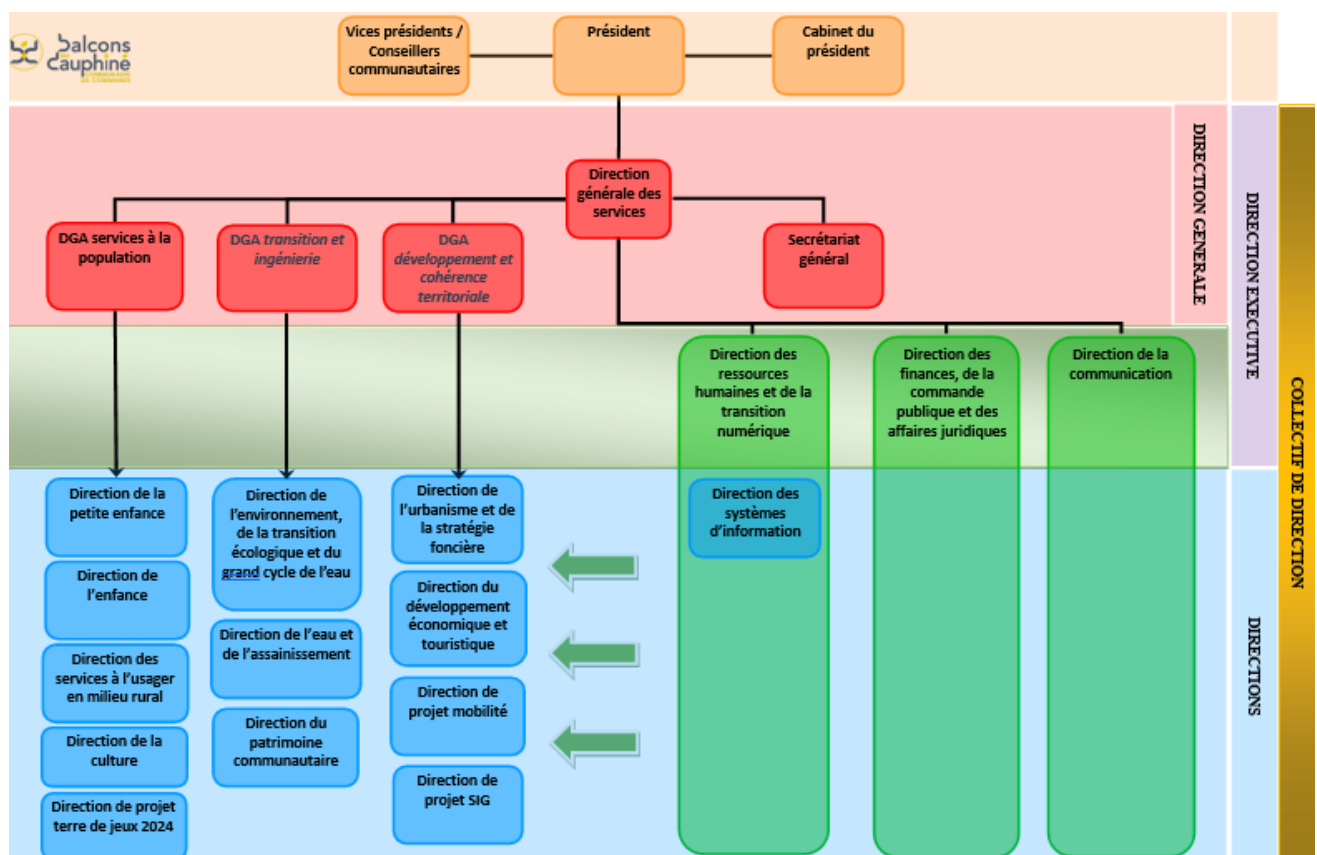 Balcons
Dauphiné
Vices présidents /
Conseillers
communautaires
Président
Cabinet du
président
Direction
générale des
services
DGA services à la
population
DGA transition et
ingénierie
DGA
développement et
cohérence
territoriale
Secrétariat
général
DIRECTION GENERALE
DIRECTION EXECUTIVE
COLLECTIF DE DIRECTION
Direction des
ressources
humaines et de la
transition
numérique
Direction des
finances, de la
commande
publique et des
affaires juridiques
Direction de la
communication
Direction de la
petite enfance
Direction de
l'enfance
Direction des
services à l'usager
en milieu rural
Direction de la
culture
Direction de projet
terre de jeux 2024
Direction de
l'environnement,
de la transition
écologique et du
grand cycle de l'eau
Direction de l'eau et
de l'assainissement
Direction du
patrimoine
communautaire
Direction de
l'urbanisme et de
la stratégie
foncière
Direction du
développement
économique et
touristique
Direction de
projet mobilité
Direction de
projet SIG
Direction des
systèmes
d'information
DIRECTIONS